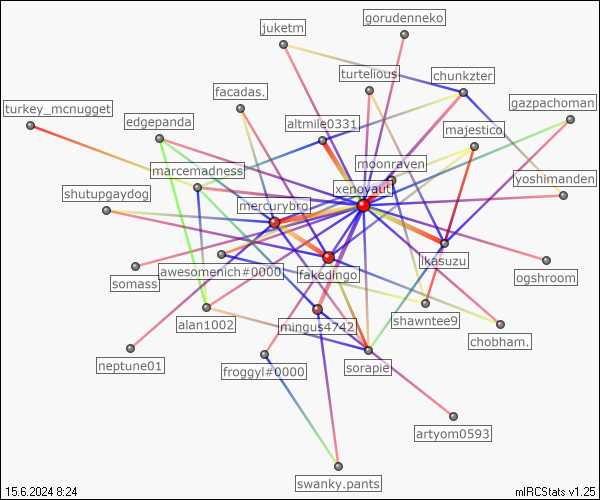 gorudenneko
juketm
turtelious
chunkzter
facadas.
gazpachoman
turkey_mcnugget
edgepanda
altmile0331
majestico.
moonraven
marcemadness
yoshimanden
xenoyaut
shutupgaydog
mercurybro
ikasuzu
somass
awesomenich#0000
fakedingo
ogshroom
alan1002
mingus4742
shawntee9
chobham.
neptune01
froggyl#0000
sorapie
artyom0593
swanky.pants
15.6.2024 8:24
mIRCStats v1.25